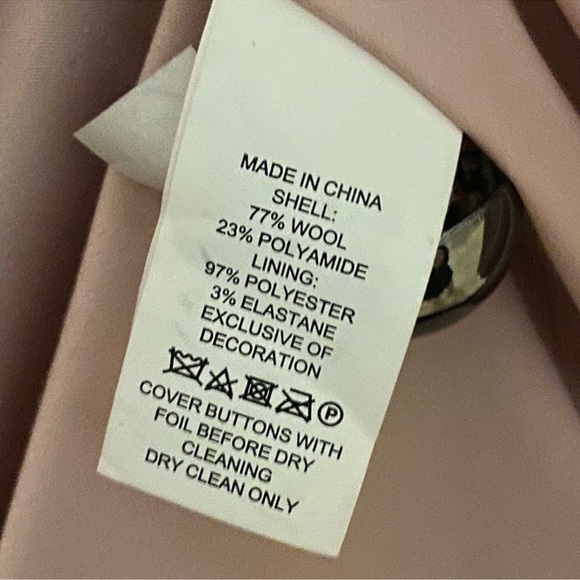 MADE IN CHINA
SHELL:
77% WOOL
23% POLYAMIDE
LINING:
97% POLYESTER
3% ELASTANE
EXCLUSIVE OF
DECORATION
P
COVER BUTTONS WITH
FOIL BEFORE DRY
CLEANING
DRY CLEAN ONLY